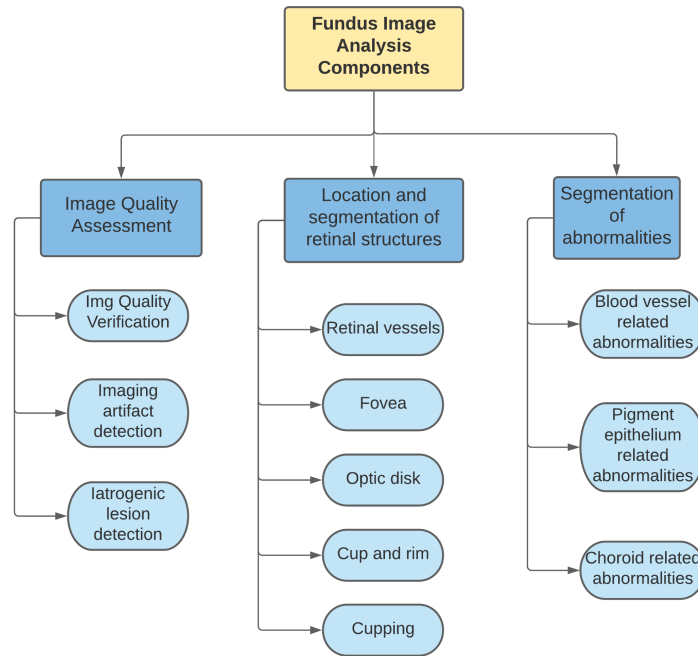 Fundus Image
Analysis
Components
Image Quality
Assessment
Img Quality
Verification
Imaging
artifact
detection
Iatrogenic
lesion
detection
Location and
segmentation of
retinal structures
Retinal vessels
Fovea
Optic disk
Cup and rim
Cupping
Segmentation
of
abnormalities
Blood vessel
related
abnormalities
Pigment
epithelium
related
abnormalities
Choroid related
abnormalities